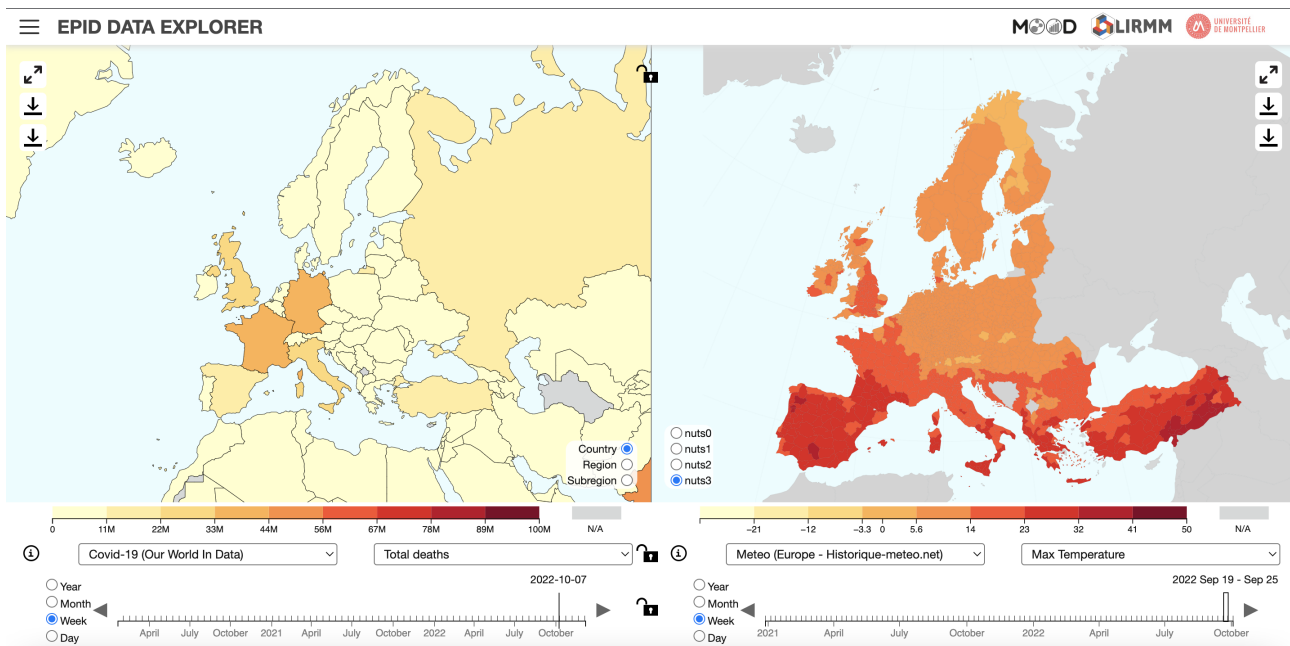 EPID DATA EXPLORER
MOOD
LIRMM
UNIVERSITÉ
DE MONTPELLIER
Country
Region
Subregion
nuts0
nuts1
nuts2
nuts3
0 11M 22M 33M 44M 56M 67M 78M 89M 100M N/A
−21 −12 −3.3 0 5.6 14 23 32 41 50 N/A
Covid-19 (Our World In Data)
Total deaths
Meteo (Europe - Historique-meteo.net)
Max Temperature
Year
Month
Week
Day
2022-10-07
April July October 2021 April July October 2022 April July October
Year
Month
Week
Day
2022 Sep 19 - Sep 25
2021 April July October 2022 April July October